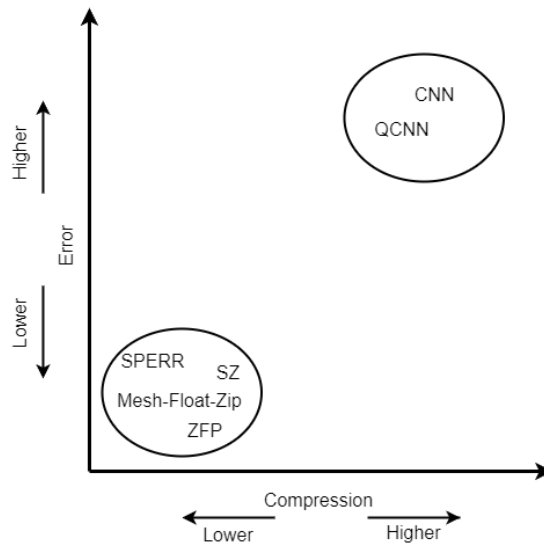 CNN
QCNN
Higher
Error
Lower
SPERR
SZ
Mesh-Float-Zip
ZFP
Compression
Lower
Higher